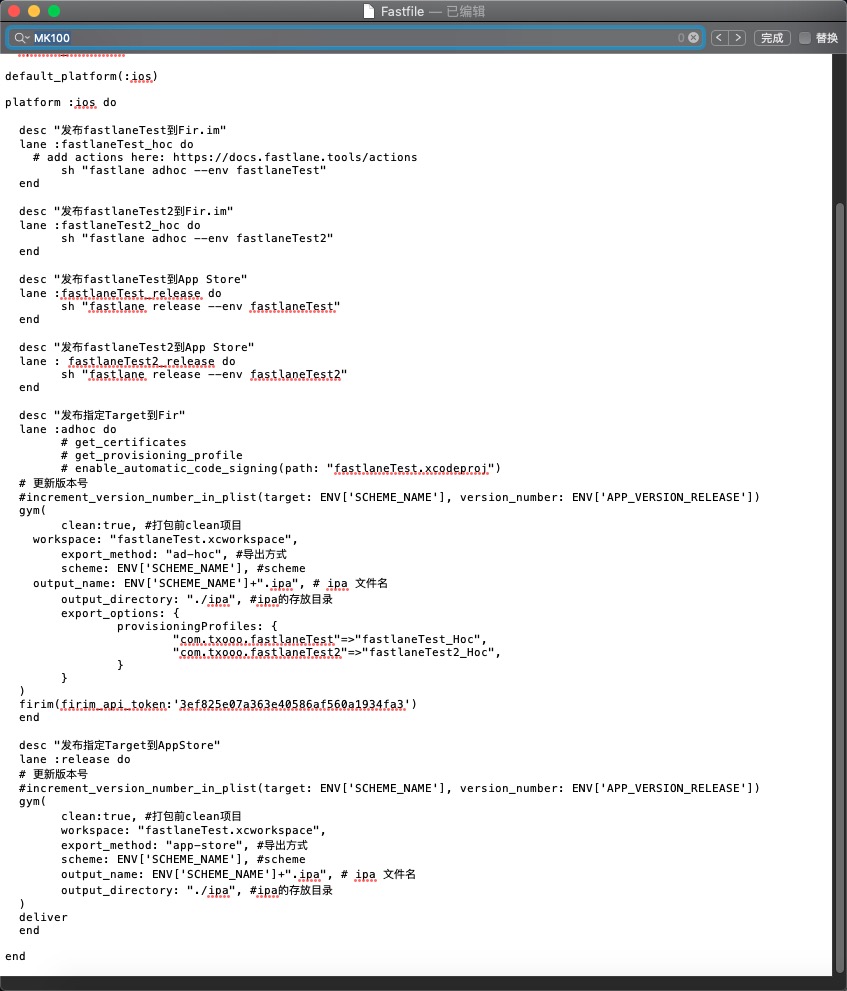 Fastfile — 已编辑
MK100
0
完成
替换
default_platform(:ios)
platform :ios do
desc "发布fastlaneTest到Fir.im"
lane :fastlaneTest_hoc do
# add actions here: https://docs.fastlane.tools/actions
sh "fastlane adhoc --env fastlaneTest"
end
desc "发布fastlaneTest2到Fir.im"
lane :fastlaneTest2_hoc do
sh "fastlane adhoc --env fastlaneTest2"
end
desc "发布fastlaneTest到App Store"
lane :fastlaneTest_release do
sh "fastlane release --env fastlaneTest"
end
desc "发布fastlaneTest2到App Store"
lane : fastlaneTest2_release do
sh "fastlane release --env fastlaneTest2"
end
desc "发布指定Target到Fir"
lane :adhoc do
# get_certificates
# get_provisioning_profile
# enable_automatic_code_signing(path: "fastlaneTest.xcodeproj")
# 更新版本号
#increment_version_number_in_plist(target: ENV['SCHEME_NAME'], version_number: ENV['APP_VERSION_RELEASE'])
gym(
clean:true, #打包前clean项目
workspace: "fastlaneTest.xcworkspace",
export_method: "ad-hoc", #导出方式
scheme: ENV['SCHEME_NAME'], #scheme
output_name: ENV['SCHEME_NAME']+".ipa", # ipa 文件名
output_directory: "./ipa", #ipa的存放目录
export_options: {
provisioningProfiles: {
"com.txooo.fastlaneTest"=>"fastlaneTest_Hoc",
"com.txooo.fastlaneTest2"=>"fastlaneTest2_Hoc",
}
}
)
firim(firim_api_token:'3ef825e07a363e40586af560a1934fa3')
end
desc "发布指定Target到AppStore"
lane :release do
# 更新版本号
#increment_version_number_in_plist(target: ENV['SCHEME_NAME'], version_number: ENV['APP_VERSION_RELEASE'])
gym(
clean:true, #打包前clean项目
workspace: "fastlaneTest.xcworkspace",
export_method: "app-store", #导出方式
scheme: ENV['SCHEME_NAME'], #scheme
output_name: ENV['SCHEME_NAME']+".ipa", # ipa 文件名
output_directory: "./ipa", #ipa的存放目录
)
deliver
end
end